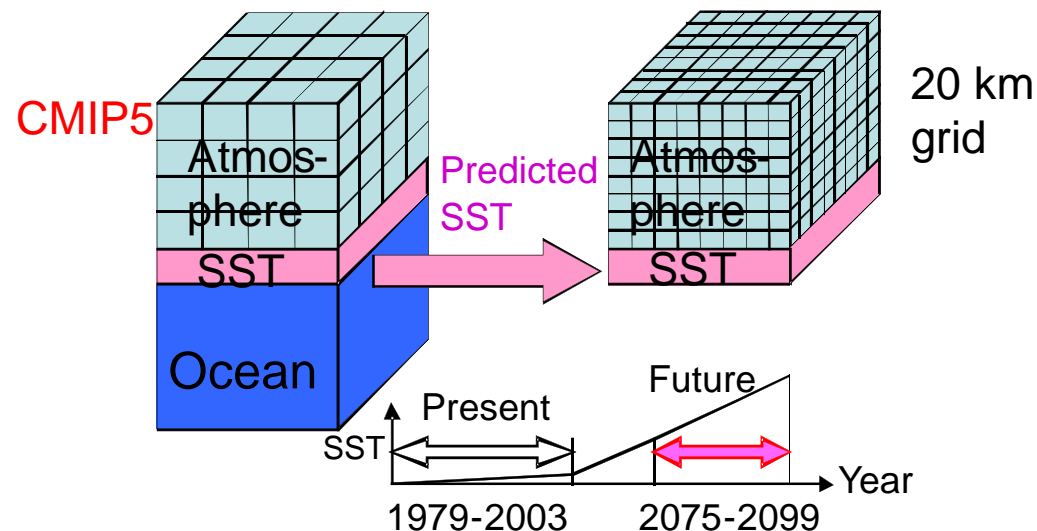 CMIP5
Atmos-
phere
SST
Ocean
Predicted
SST
Atmos-
phere
SST
20 km
grid
Present
Future
SST
Year
1979-2003
2075-2099